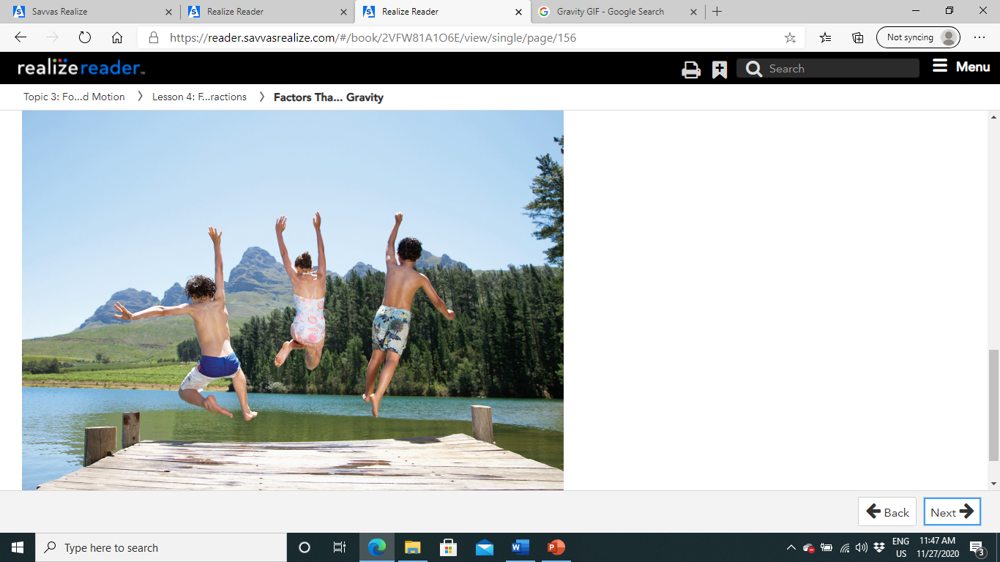 Savvas Realize
Realize Reader
Realize Reader
Gravity GIF - Google Search
https://reader.savvasrealize.com/#/book/2VFW81A1O6E/view/single/page/156
Not syncing
realizereader™
Search
Menu
Topic 3: Fo...d Motion
Lesson 4: F...ractions
Factors Tha... Gravity
Back
Next
Type here to search
ENG
US
11:47 AM
11/27/2020
3